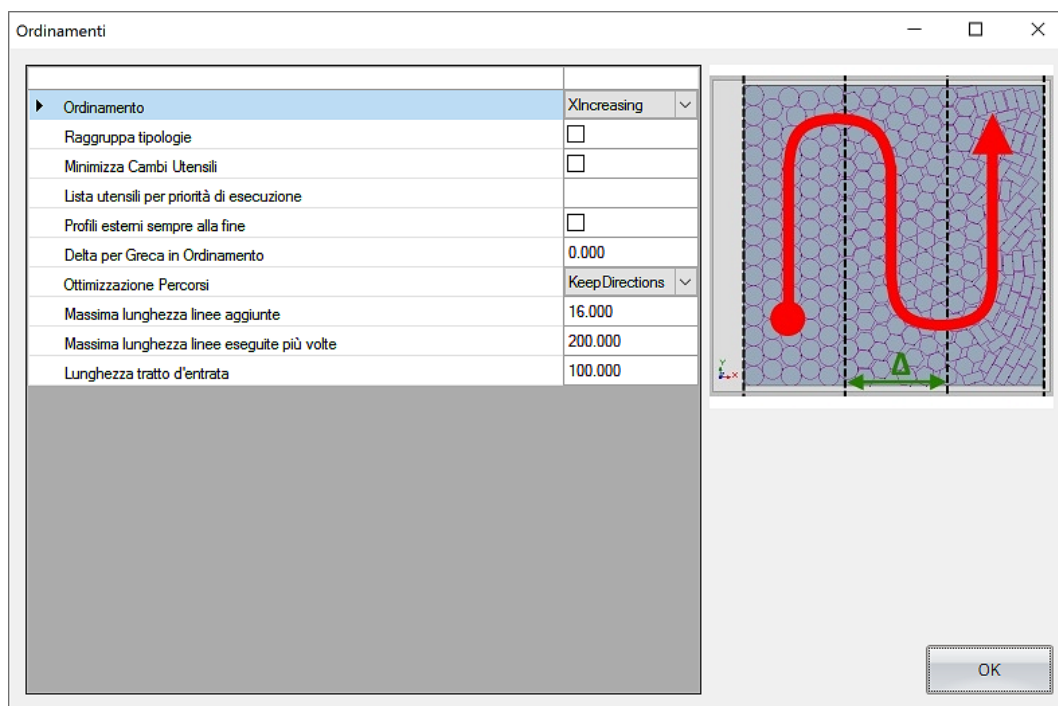 Ordinamenti
Ordinamento XIncreasing
Raggruppa tipologie
Minimizza Cambi Utensili
Lista utensili per priorità di esecuzione
Profili esterni sempre alla fine
Delta per Greca in Ordinamento 0.000
Ottimizzazione Percorsi KeepDirections
Massima lunghezza linee aggiunte 16.000
Massima lunghezza linee eseguite più volte 200.000
Lunghezza tratto d'entrata 100.000
Y
X
Δ
OK